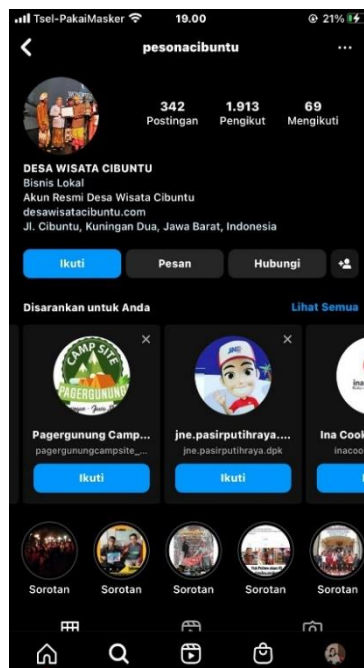 Tsel-PakaiMasker 19.00 21%
pesonacibuntu
342 1.913 69
Postingan Pengikut Mengikuti
DESA WISATA CIBUNTU
Bisnis Lokal
Akun Resmi Desa Wisata Cibuntu
desawisatacibuntu.com
Jl. Cibuntu, Kuningan Dua, Jawa Barat, Indonesia
Ikuti Pesan Hubungi
Disarankan untuk Anda Lihat Semua
CAMP SITE
PAGERGUNUNG
JNE
ina
Pagergunung Camp... jne.pasirputihraya.... Ina Cook
pagergunungcampsite_... jne.pasirputihraya.dpk inacoo
Ikuti Ikuti
Sorotan Sorotan Sorotan Sorotan Sorotan